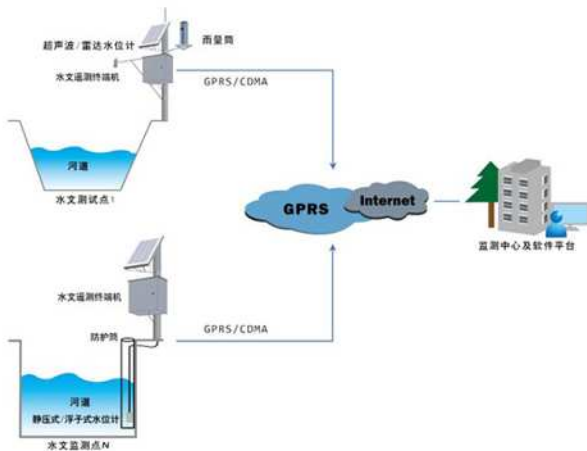 超声波/雷达水位计
雨量筒
水文遥测终端机
GPRS/CDMA
河道
水文测试点1
GPRS
Internet
监测中心及软件平台
水文遥测终端机
防护筒
GPRS/CDMA
河道
静压式/浮子式水位计
水文监测点N